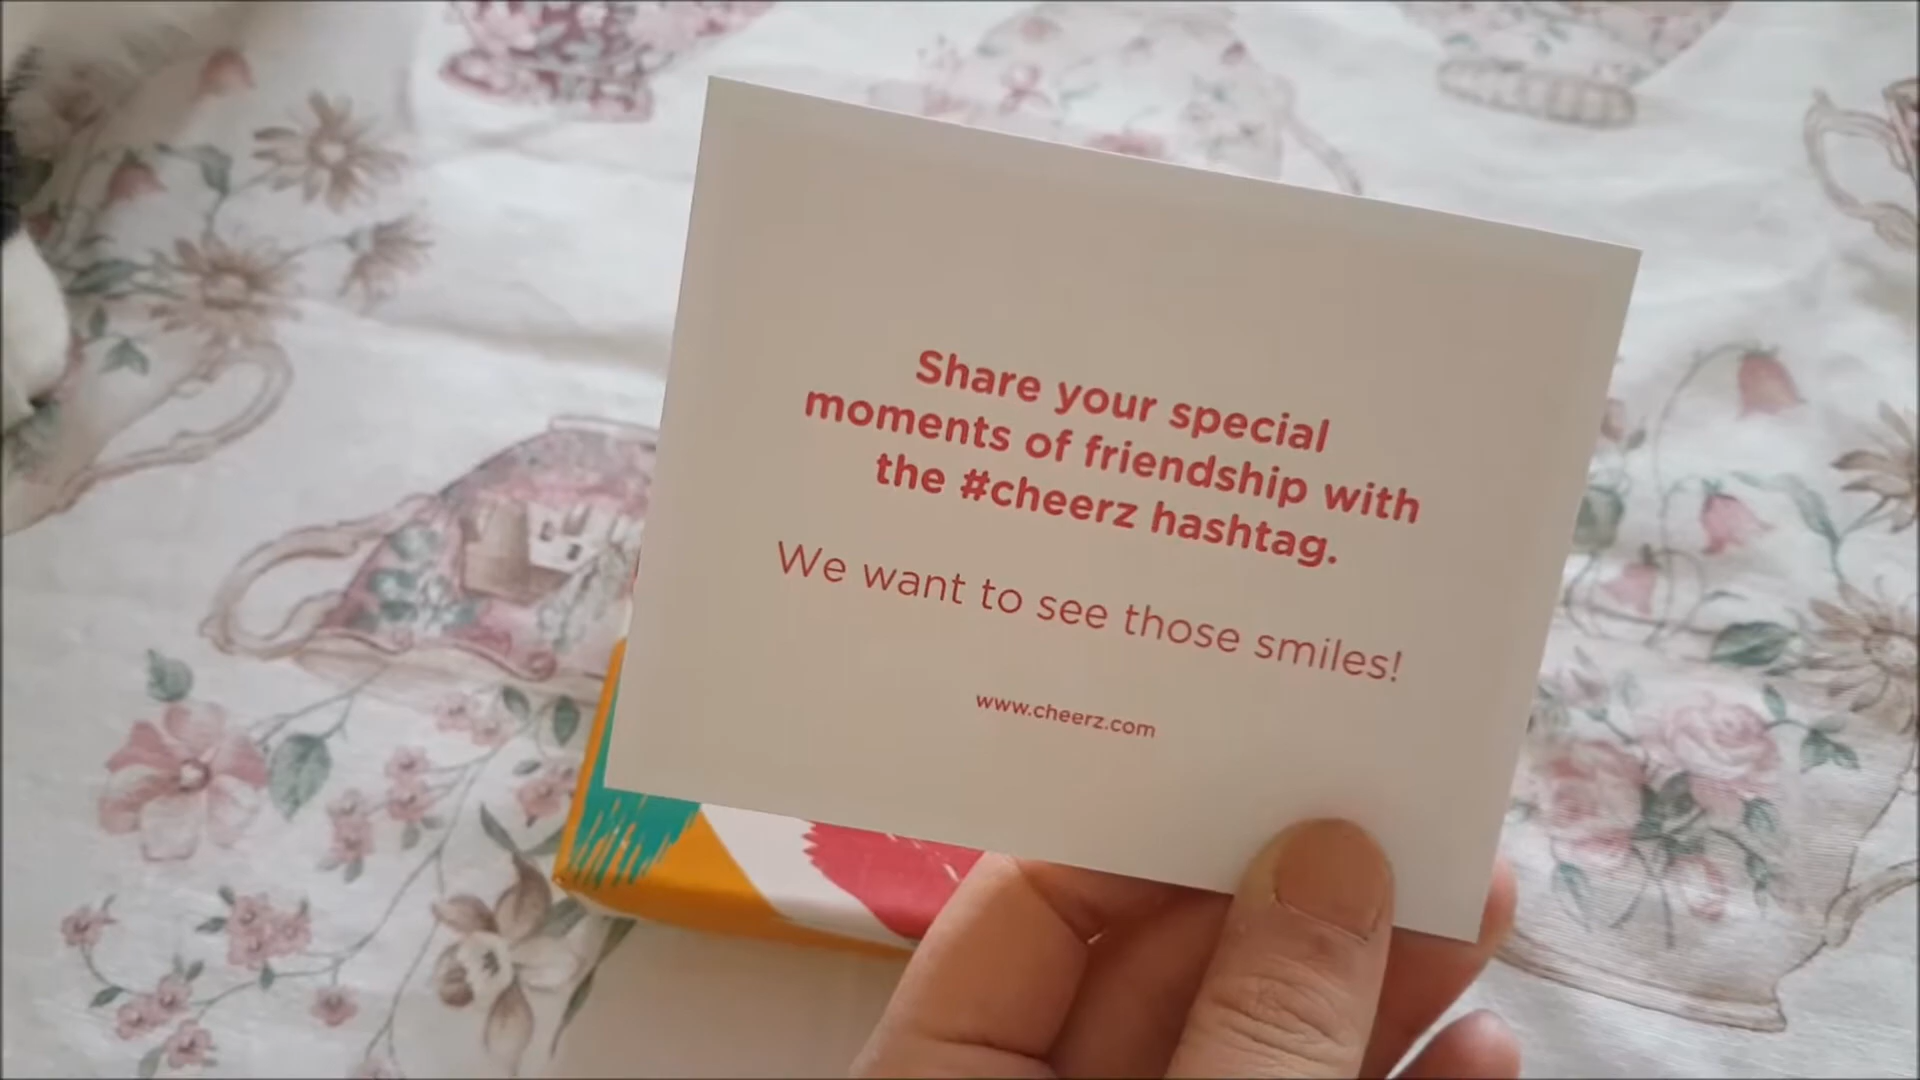 Share your special
moments of friendship with
the #cheerz hashtag.
We want to see those smiles!
www.cheerz.com